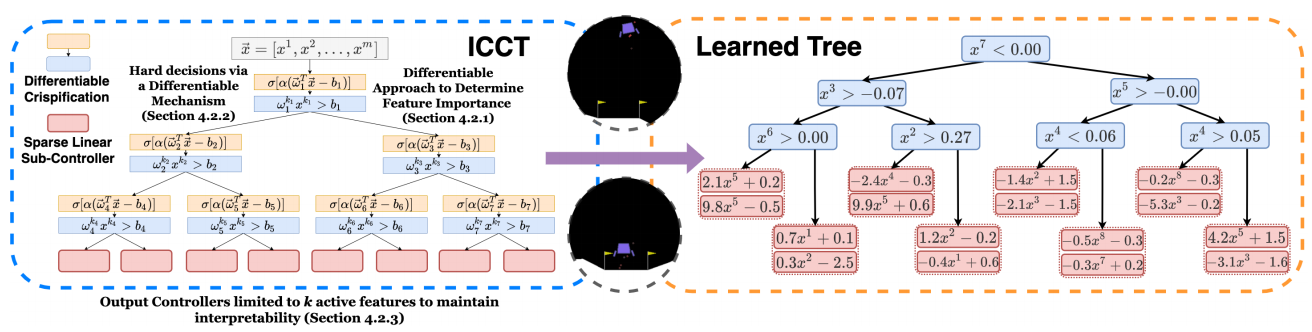 ICCT
Differentiable
Crispification
Sparse Linear
Sub-Controller
Hard decisions via
a Differentiable
Mechanism
(Section 4.2.2)
Differentiable
Approach to Determine
Feature Importance
(Section 4.2.1)
$\vec{x} = [x^1, x^2, \ldots, x^m]$
$\sigma[\alpha(\vec{\omega}_1^T \vec{x} - b_1)]$
$\omega_1^{k_1} x^{k_1} > b_1$
$\sigma[\alpha(\vec{\omega}_2^T \vec{x} - b_2)]$
$\omega_2^{k_2} x^{k_2} > b_2$
$\sigma[\alpha(\vec{\omega}_3^T \vec{x} - b_3)]$
$\omega_3^{k_3} x^{k_3} > b_3$
$\sigma[\alpha(\vec{\omega}_4^T \vec{x} - b_4)]$
$\omega_4^{k_4} x^{k_4} > b_4$
$\sigma[\alpha(\vec{\omega}_5^T \vec{x} - b_5)]$
$\omega_5^{k_5} x^{k_5} > b_5$
$\sigma[\alpha(\vec{\omega}_6^T \vec{x} - b_6)]$
$\omega_6^{k_6} x^{k_6} > b_6$
$\sigma[\alpha(\vec{\omega}_7^T \vec{x} - b_7)]$
$\omega_7^{k_7} x^{k_7} > b_7$
Output Controllers limited to k active features to maintain
interpretability (Section 4.2.3)
Learned Tree
$x^7 < 0.00$
$x^3 > -0.07$
$x^5 > -0.00$
$x^6 > 0.00$
$x^2 > 0.27$
$x^4 < 0.06$
$x^4 > 0.05$
$2.1x^5 + 0.2$
$9.8x^5 - 0.5$
$-2.4x^4 - 0.3$
$9.9x^5 + 0.6$
$-1.4x^2 + 1.5$
$-2.1x^3 - 1.5$
$-0.2x^8 - 0.3$
$-5.3x^3 - 0.2$
$0.7x^1 + 0.1$
$0.3x^2 - 2.5$
$1.2x^2 - 0.2$
$-0.4x^1 + 0.6$
$-0.5x^8 - 0.3$
$-0.3x^7 + 0.2$
$4.2x^5 + 1.5$
$-3.1x^3 - 1.6$